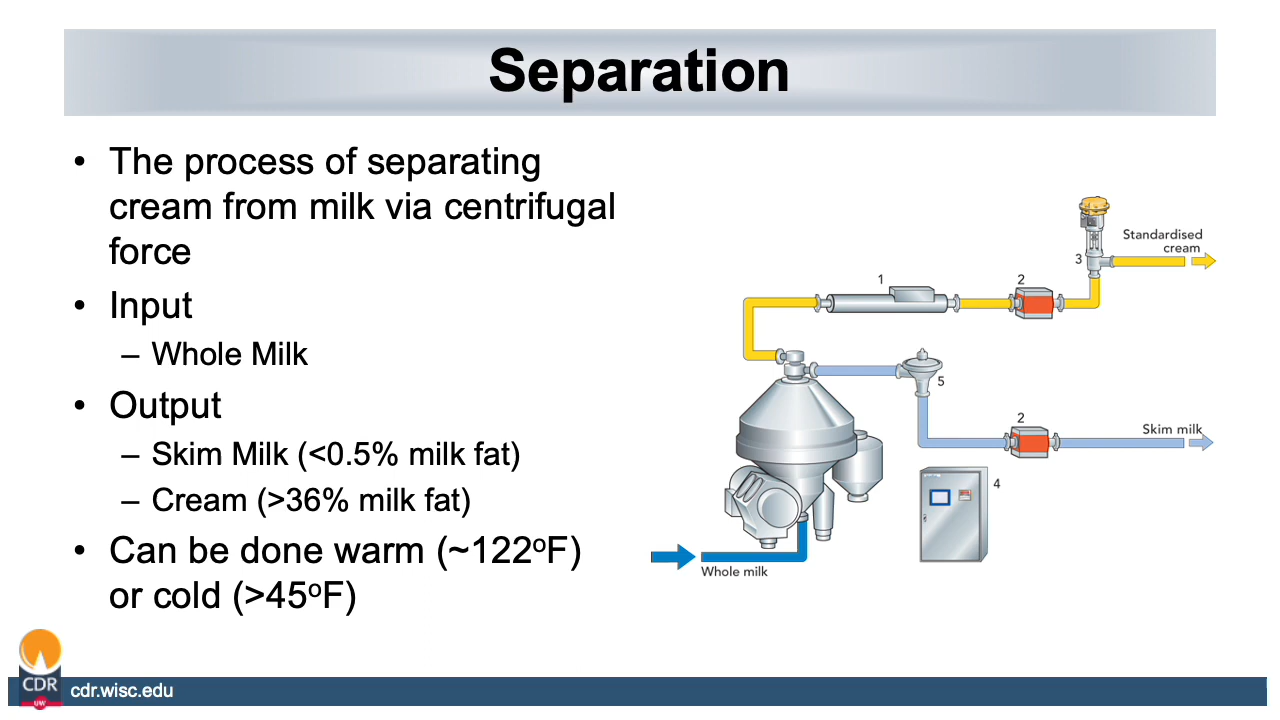 Separation
• The process of separating
cream from milk via centrifugal
force
• Input
– Whole Milk
• Output
– Skim Milk (<0.5% milk fat)
– Cream (>36% milk fat)
• Can be done warm (~122ºF)
or cold (>45ºF)
Standardised
cream
3
1
2
5
2
Skim milk
4
Whole milk
CDR
UW
cdr.wisc.edu